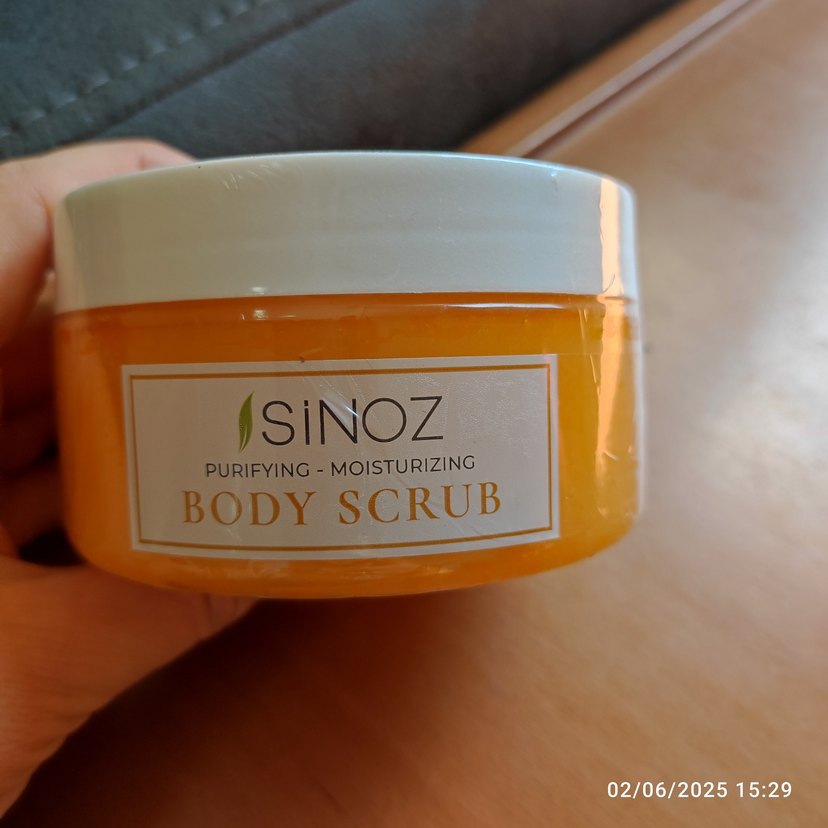 SiNOZ
PURIFYING - MOISTURIZING
BODY SCRUB
02/06/2025 15:29